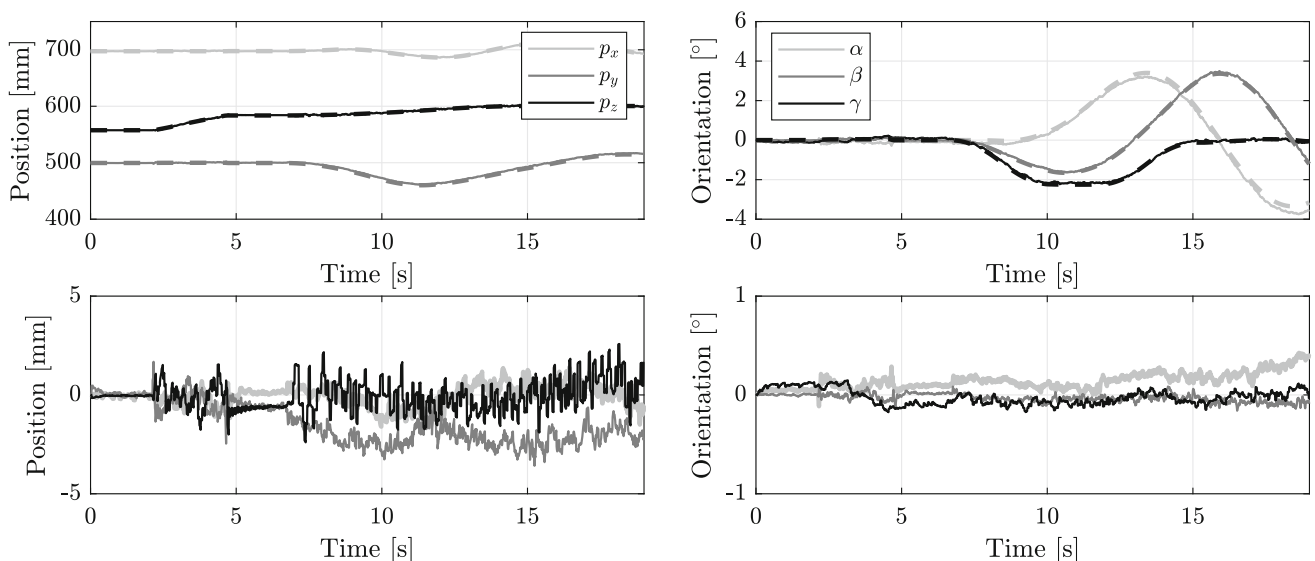 Position [mm]
700
600
500
400
p_x
p_y
p_z
0 5 10 15
Time [s]
Orientation [°]
6
4
2
0
-2
-4
α
β
γ
0 5 10 15
Time [s]
Position [mm]
5
0
-5
0 5 10 15
Time [s]
Orientation [°]
1
0
-1
0 5 10 15
Time [s]